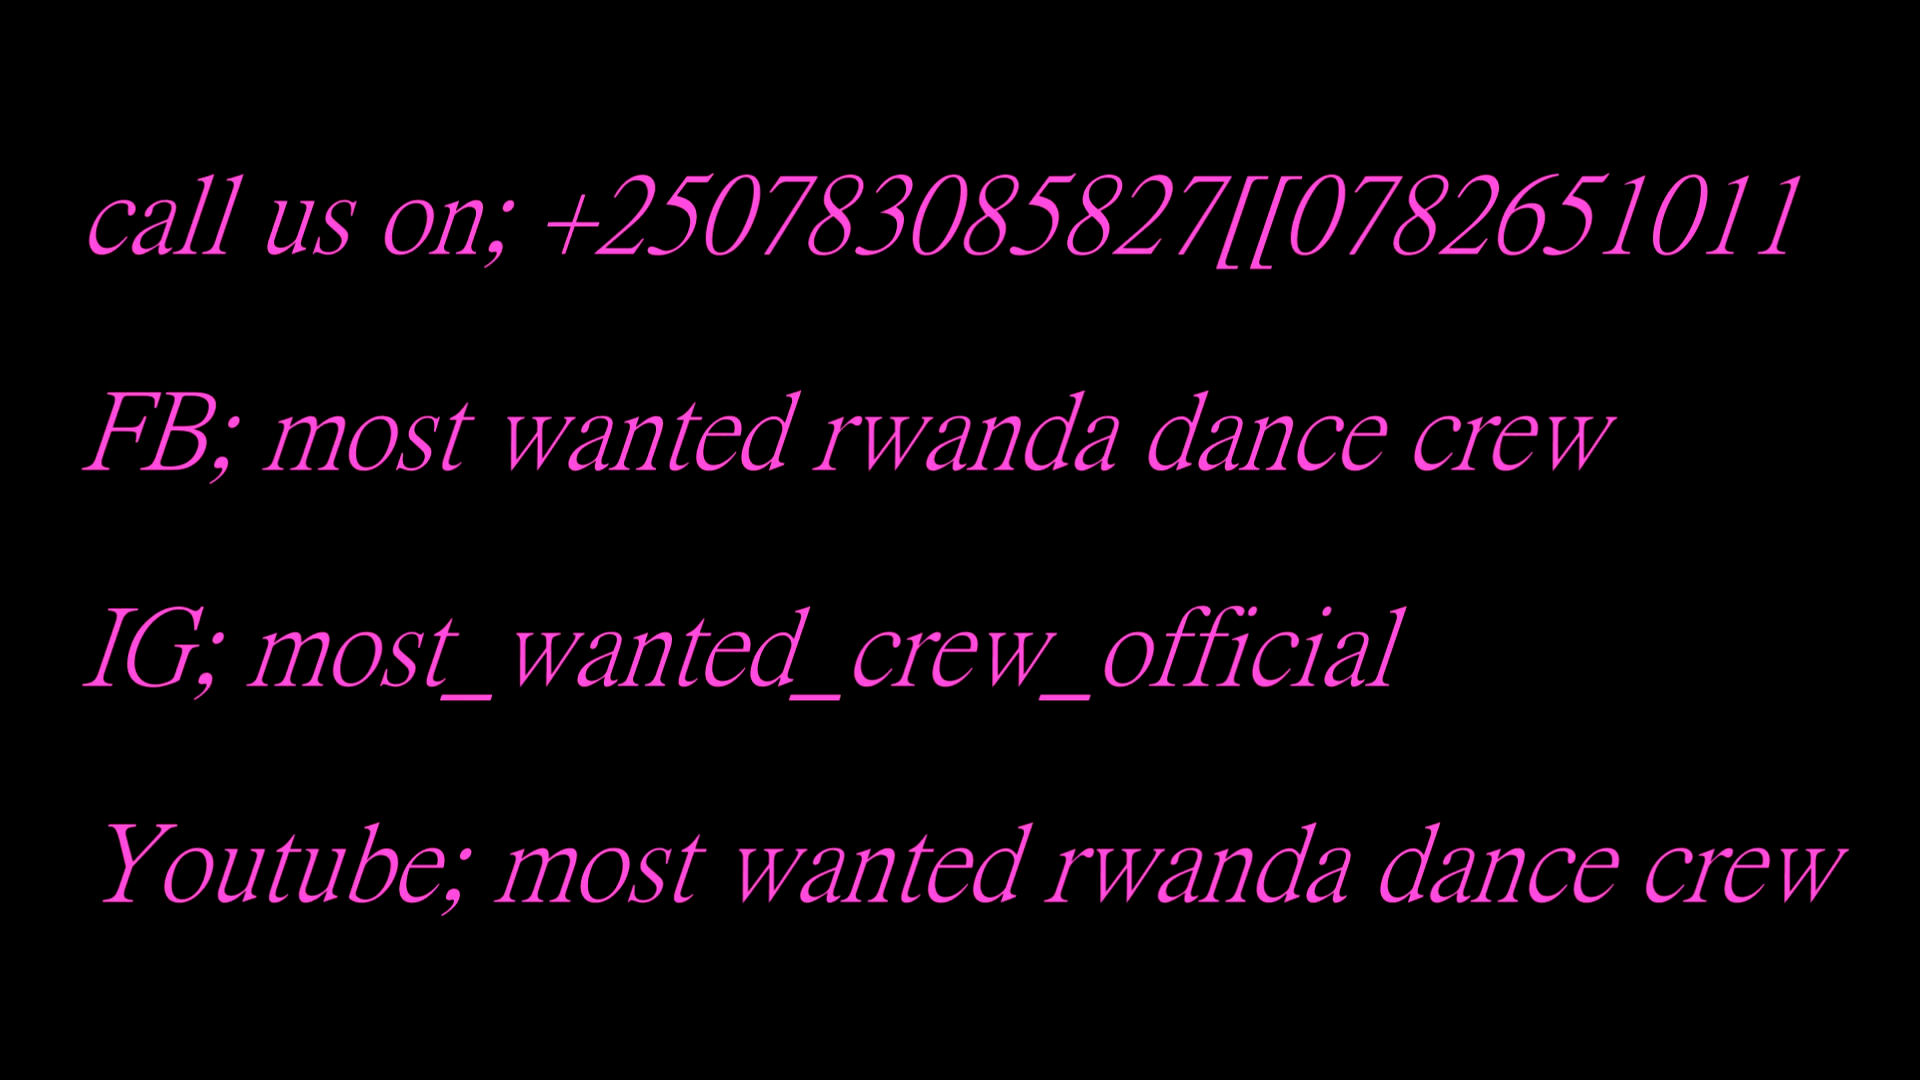 call us on; +250783085827[[0782651011
FB; most wanted rwanda dance crew
IG; most_wanted_crew_official
Youtube; most wanted rwanda dance crew